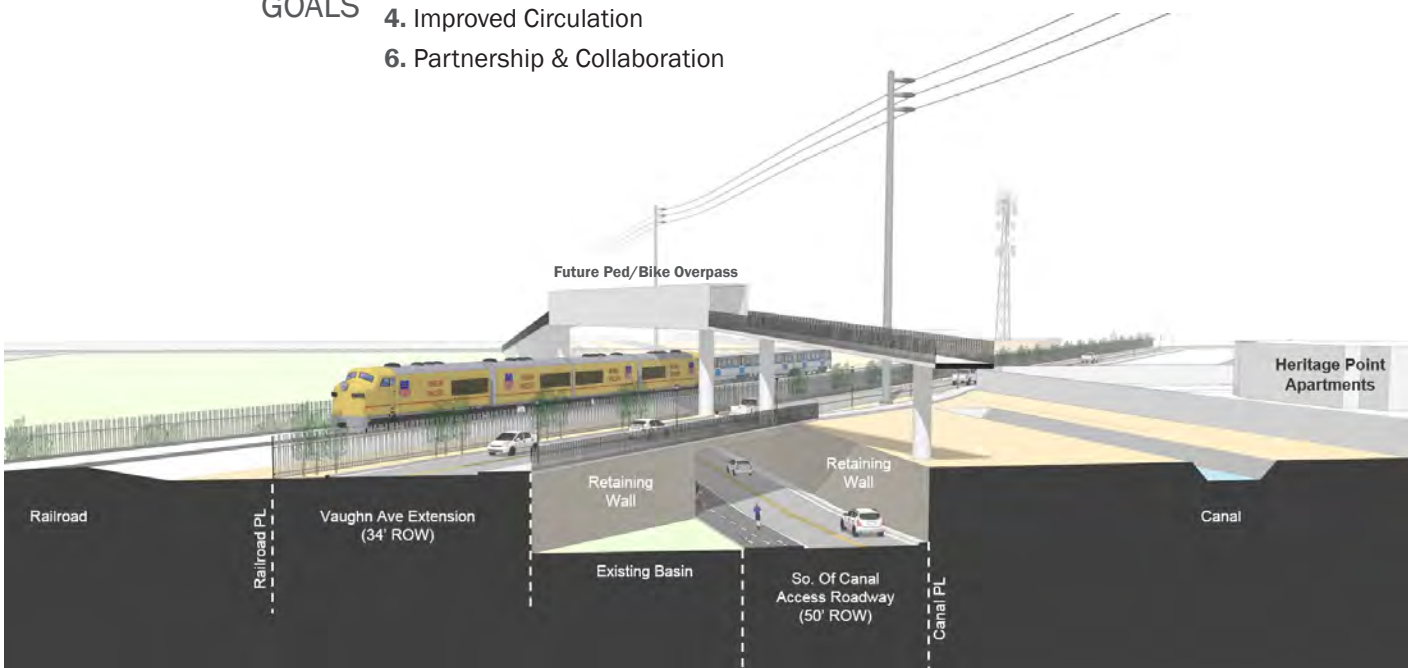 GOALS
4. Improved Circulation
6. Partnership & Collaboration
Future Ped/Bike Overpass
Heritage Point
Apartments
Retaining
Wall
Retaining
Wall
Railroad
Railroad PL
Vaughn Ave Extension
(34' ROW)
Existing Basin
So. Of Canal
Access Roadway
(50' ROW)
Canal PL
Canal